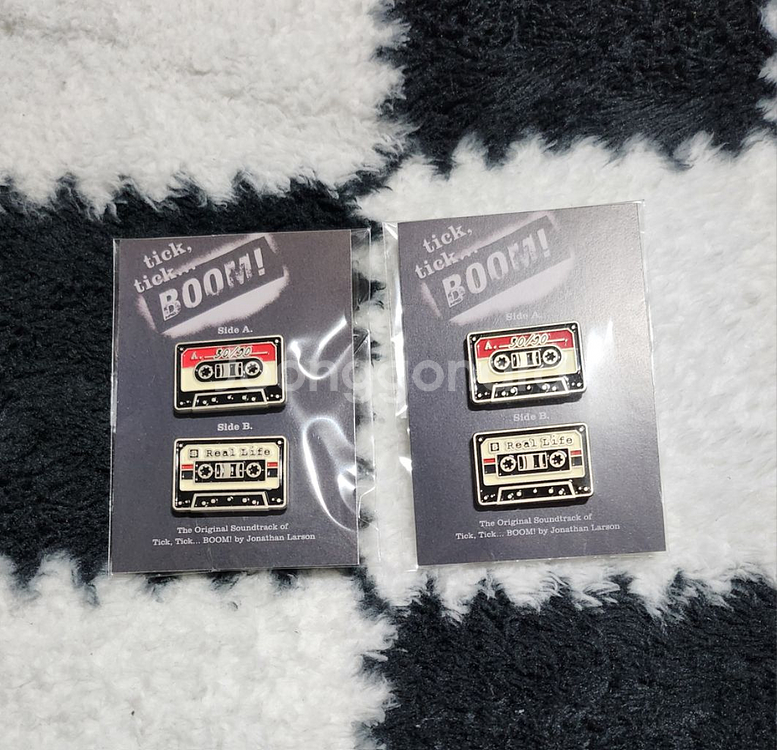 tick,
tick...
BOOM!
Side A.
A. 30/90
Side B.
B Real Life
The Original Soundtrack of
Tick, Tick... BOOM! by Jonathan Larson
tick,
tick...
BOOM!
Side A.
A. 30/90
Side B.
B Real Life
The Original Soundtrack of
Tick, Tick... BOOM! by Jonathan Larson